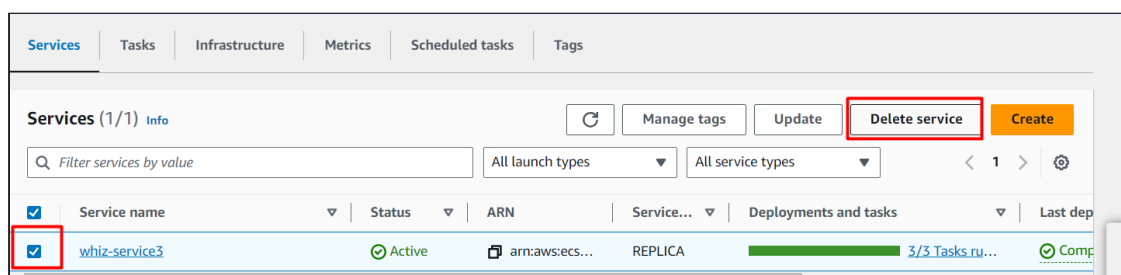 Services Tasks Infrastructure Metrics Scheduled tasks Tags
Services (1/1) Info Manage tags Update Delete service Create
Filter services by value All launch types All service types 1
Service name Status ARN Service... Deployments and tasks Last dep
whiz-service3 Active arn:aws:ecs... REPLICA 3/3 Tasks ru... Comp